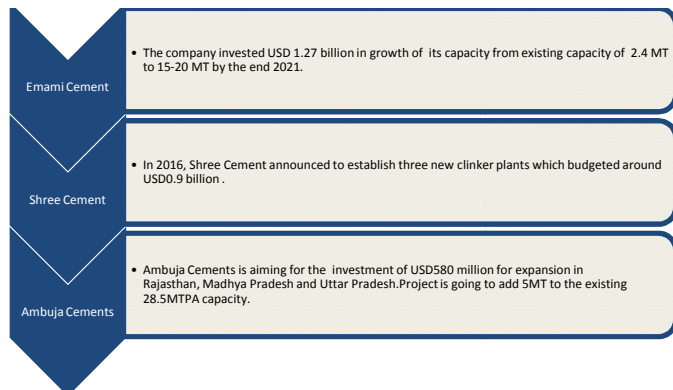 Emami Cement
• The company invested USD 1.27 billion in growth of its capacity from existing capacity of 2.4 MT
to 15-20 MT by the end 2021.
Shree Cement
• In 2016, Shree Cement announced to establish three new clinker plants which budgeted around
USD0.9 billion .
Ambuja Cements
• Ambuja Cements is aiming for the investment of USD580 million for expansion in
Rajasthan, Madhya Pradesh and Uttar Pradesh.Project is going to add 5MT to the existing
28.5MTPA capacity.